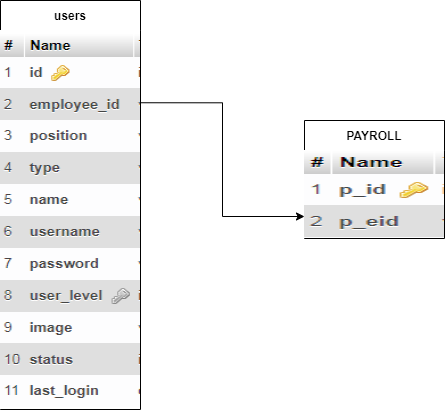 users
# Name
1 id
2 employee_id
3 position
4 type
5 name
6 username
7 password
8 user_level
9 image
10 status
11 last_login
PAYROLL
# Name
1 p_id
2 p_eid